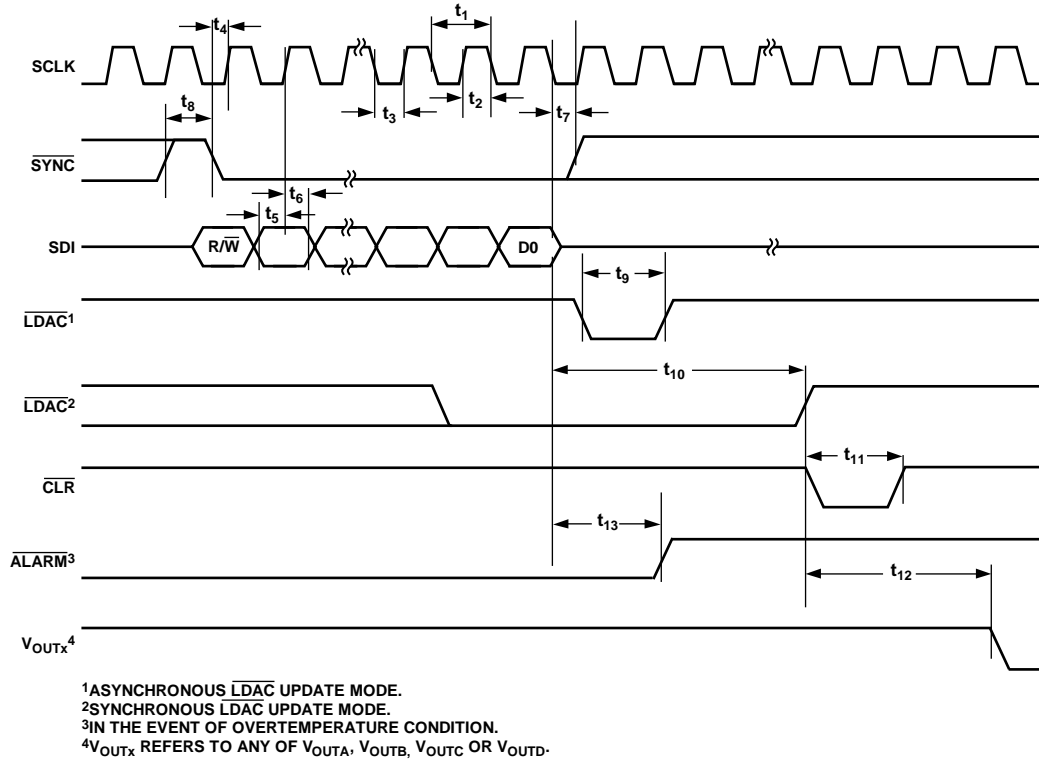 t4
t1
SCLK
t8
t3
t2
t7
SYNC
t6
t5
SDI
R/W
D0
t9
LDAC1
t10
LDAC2
t11
CLR
t13
ALARM3
t12
VOUTx4
1ASYNCHRONOUS LDAC UPDATE MODE.
2SYNCHRONOUS LDAC UPDATE MODE.
3IN THE EVENT OF OVERTEMPERATURE CONDITION.
4VOUTx REFERS TO ANY OF VOUTA, VOUTB, VOUTC OR VOUTD.